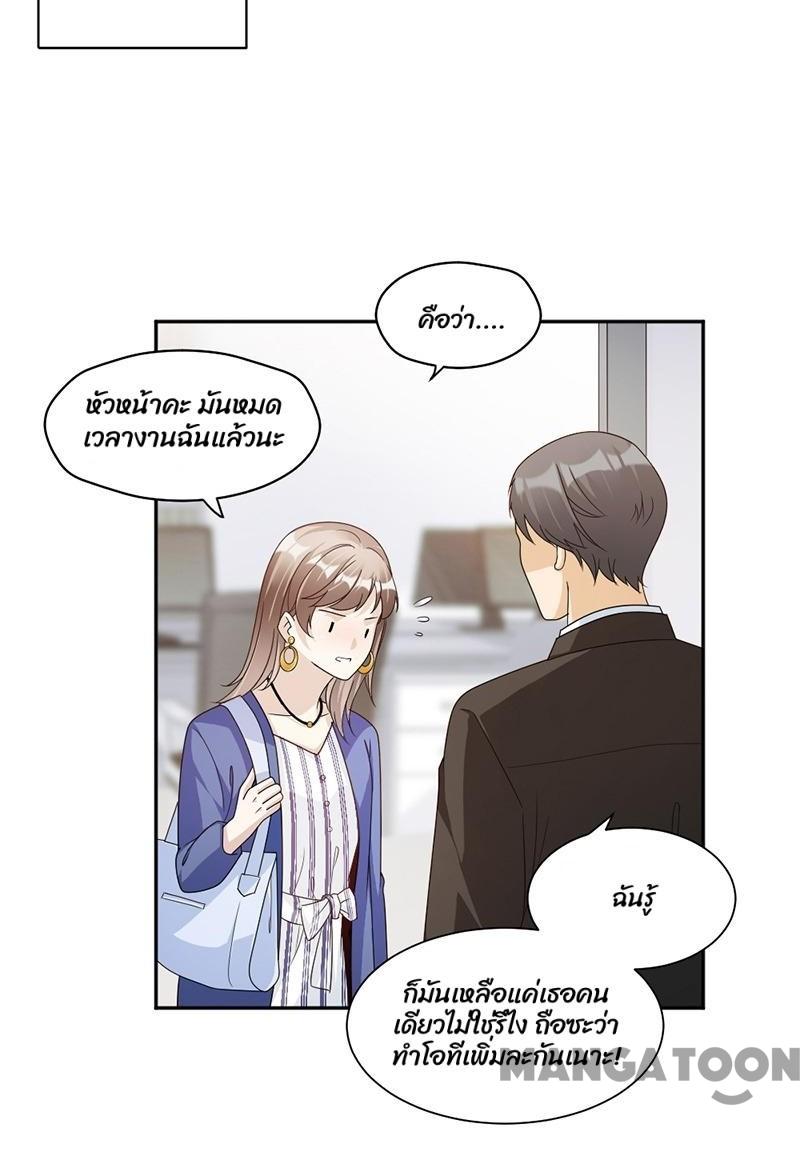 คือว่า....
หัวหน้าคะ มันหมด
เวลางานฉันแล้วนะ
ฉันรู้
ก็มันเหลือแค่เธอคน
เดียวไม่ใช่รึไง ถือซะว่า
ทำโอทีเพิ่มละกันเนาะ!
MANGATOON